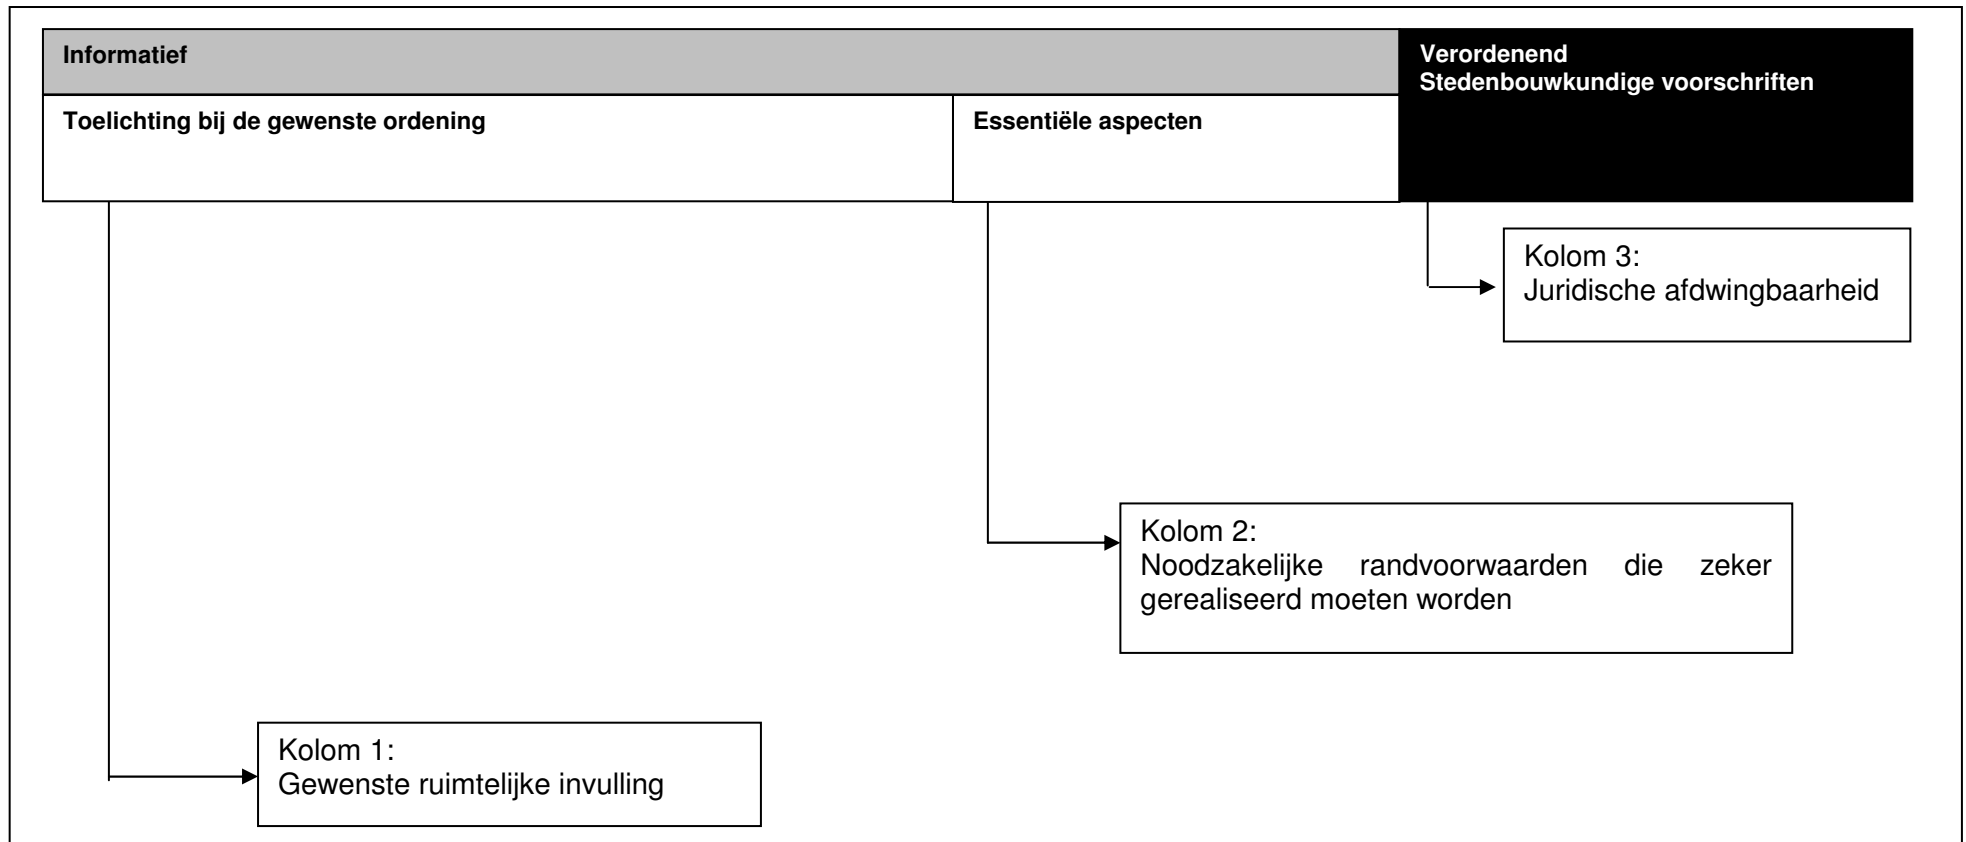 Informatief
Verordenend
Stedenbouwkundige voorschriften
Toelichting bij de gewenste ordening
Essentiële aspecten
Kolom 3:
Juridische afdwingbaarheid
Kolom 2:
Noodzakelijke randvoorwaarden die zeker
gerealiseerd moeten worden
Kolom 1:
Gewenste ruimtelijke invulling